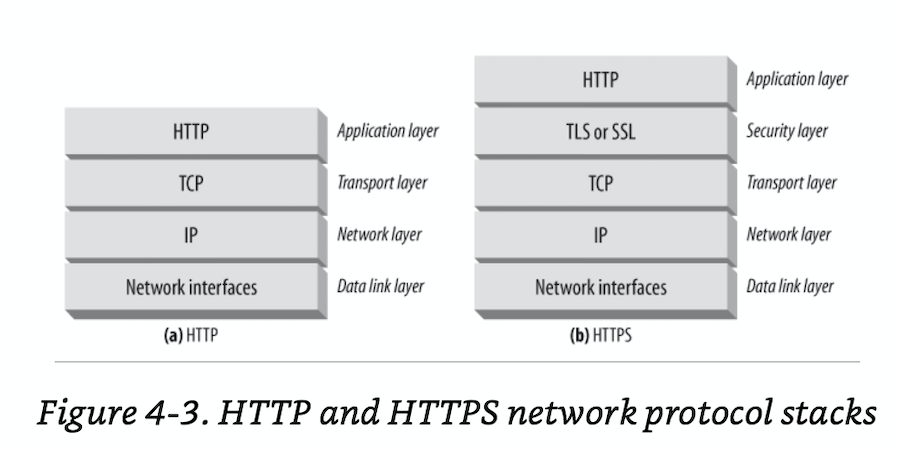 HTTP Application layer
HTTP Application layer
TLS or SSL Security layer
TCP Transport layer
TCP Transport layer
IP Network layer
IP Network layer
Network interfaces Data link layer
Network interfaces Data link layer
(a) HTTP
(b) HTTPS
Figure 4-3. HTTP and HTTPS network protocol stacks